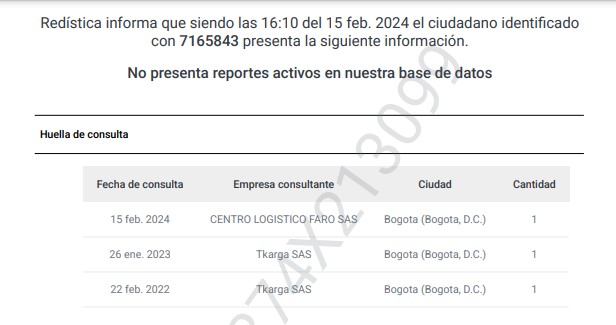 Redística informa que siendo las 16:10 del 15 feb. 2024 el ciudadano identificado
con 7165843 presenta la siguiente información.
No presenta reportes activos en nuestra base de datos
Huella de consulta
Fecha de consulta Empresa consultante Ciudad Cantidad
15 feb. 2024 CENTRO LOGISTICO FARO SAS Bogota (Bogota, D.C.) 1
26 ene. 2023 Tkarga SAS Bogota (Bogota, D.C.) 1
22 feb. 2022 Tkarga SAS Bogota (Bogota, D.C.) 1
374X213099